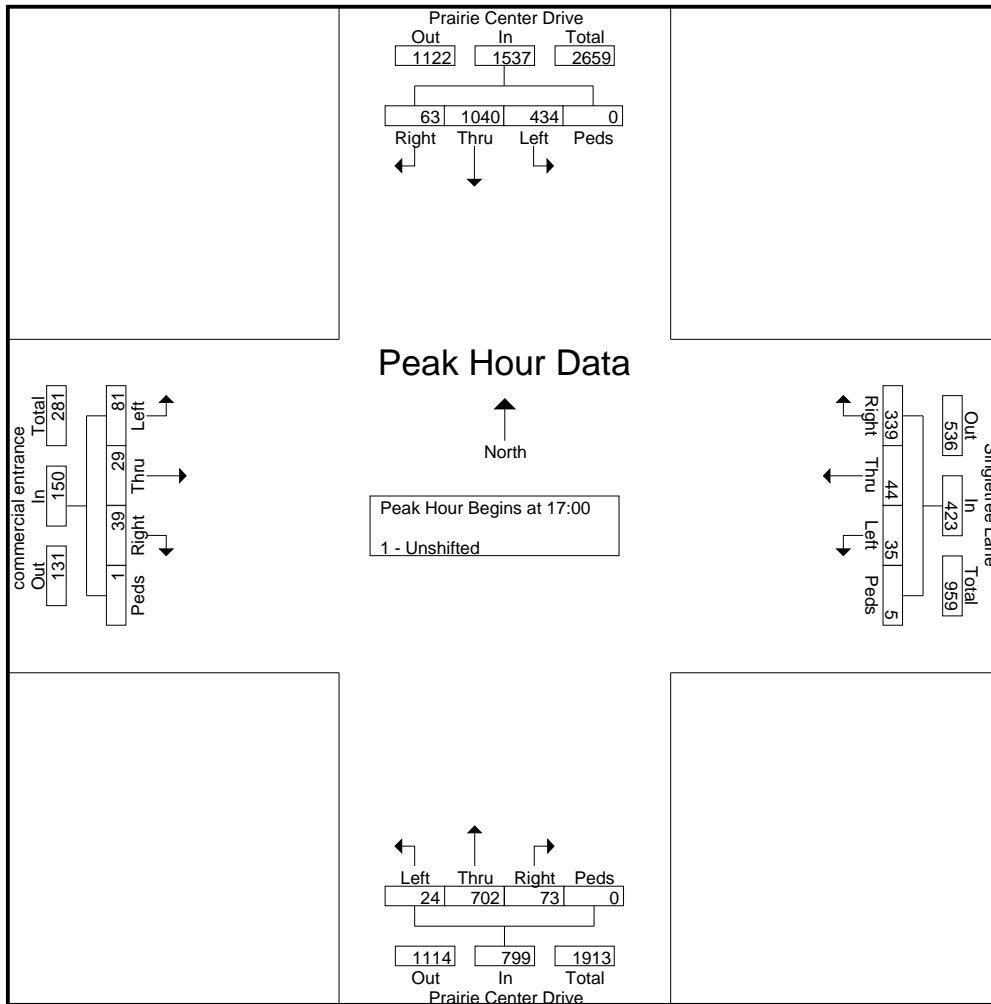 Prairie Center Drive
Out In Total
1122 1537 2659
63 1040 434 0
Right Thru Left Peds
Peak Hour Data
North
Peak Hour Begins at 17:00
1 - Unshifted
commercial entrance
Total In Out
281 150 131
81 29 39 1
Left Thru Right Peds
Singletree Lane
Out In Total
536 423 959
339 44 35 5
Right Thru Left Peds
Left Thru Right Peds
24 702 73 0
1114 799 1913
Out In Total
Prairie Center Drive